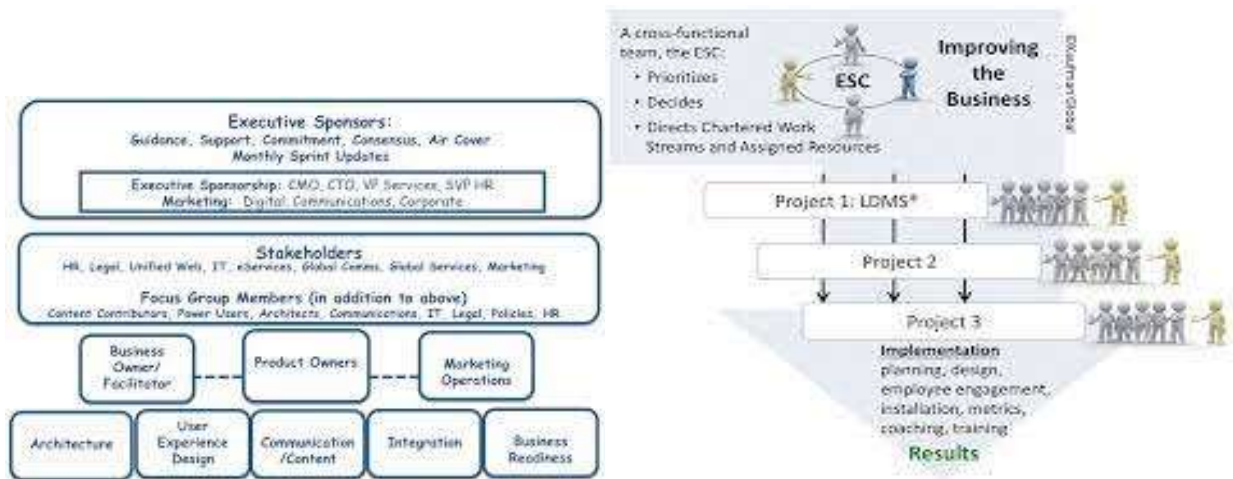 Executive Sponsors:
Guidance, Support, Commitment, Consensus, Air Cover
Monthly Sprint Updates
Executive Sponsorship: CMO, CTO, VP Services, SVP HR
Marketing: Digital, Communications, Corporate
Stakeholders
HR, Legal, Unified Web, IT, eServices, Global Comms, Global Services, Marketing
Focus Group Members (in addition to above)
Content Contributors, Power Users, Architects, Communications, IT, Legal, Policies, HR
Business
Owner/
Facilitator
Product Owners
Marketing
Operations
Architecture
User
Experience
Design
Communication
/Content
Integration
Business
Readiness
A cross-functional
team, the ESC:
• Prioritizes
• Decides
• Directs Chartered Work
Streams and Assigned Resources
ESC
Improving
the
Business
©Kaufman Global
Project 1: LDMS*
Project 2
Project 3
Implementation
planning, design,
employee engagement,
installation, metrics,
coaching, training
Results